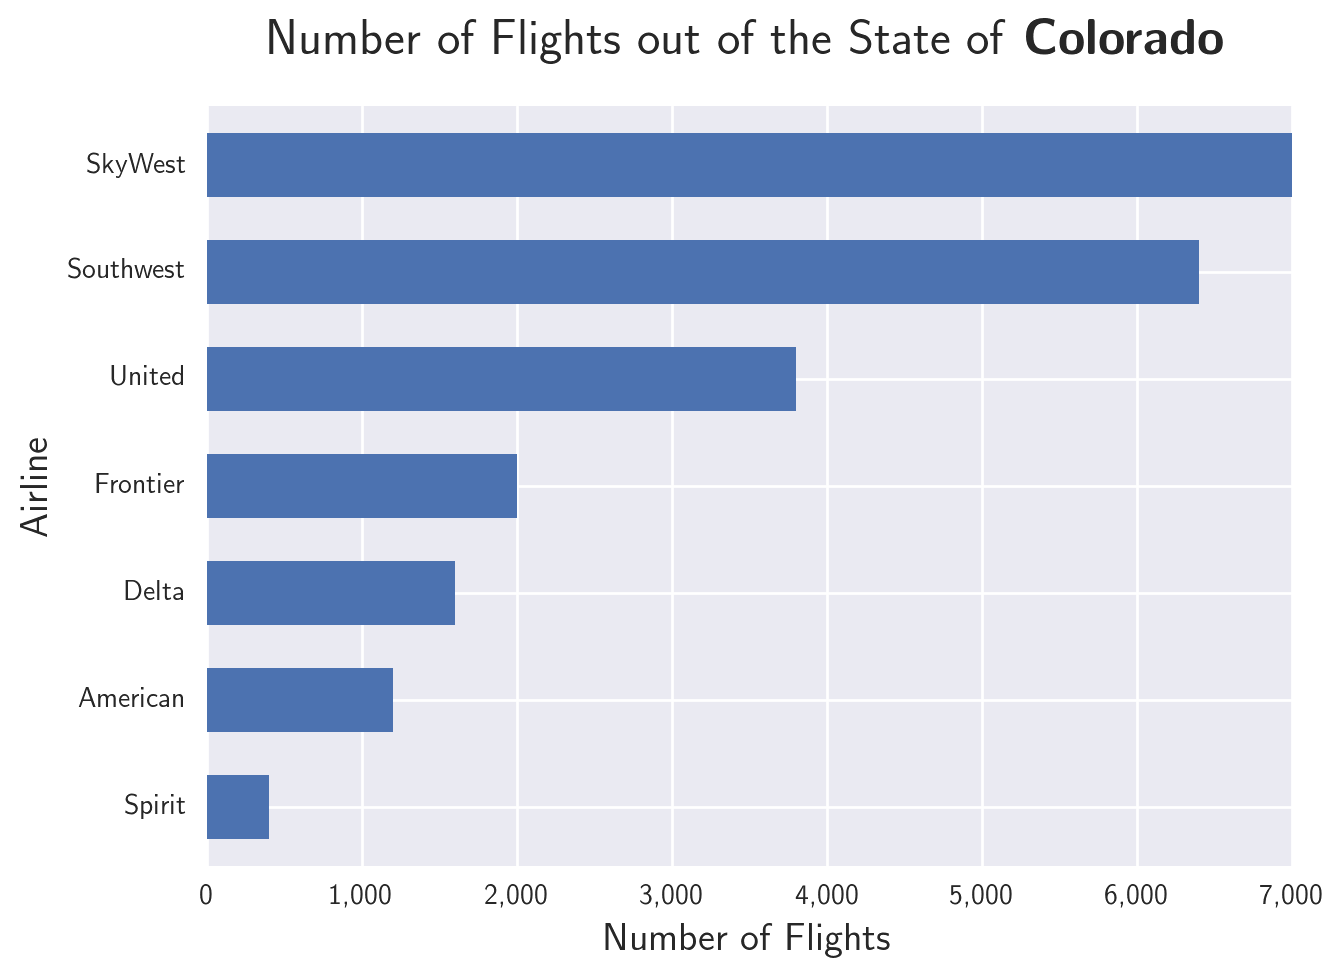 Number of Flights out of the State of Colorado
SkyWest
Southwest
United
Frontier
Delta
American
Spirit
Airline
0 1,000 2,000 3,000 4,000 5,000 6,000 7,000
Number of Flights